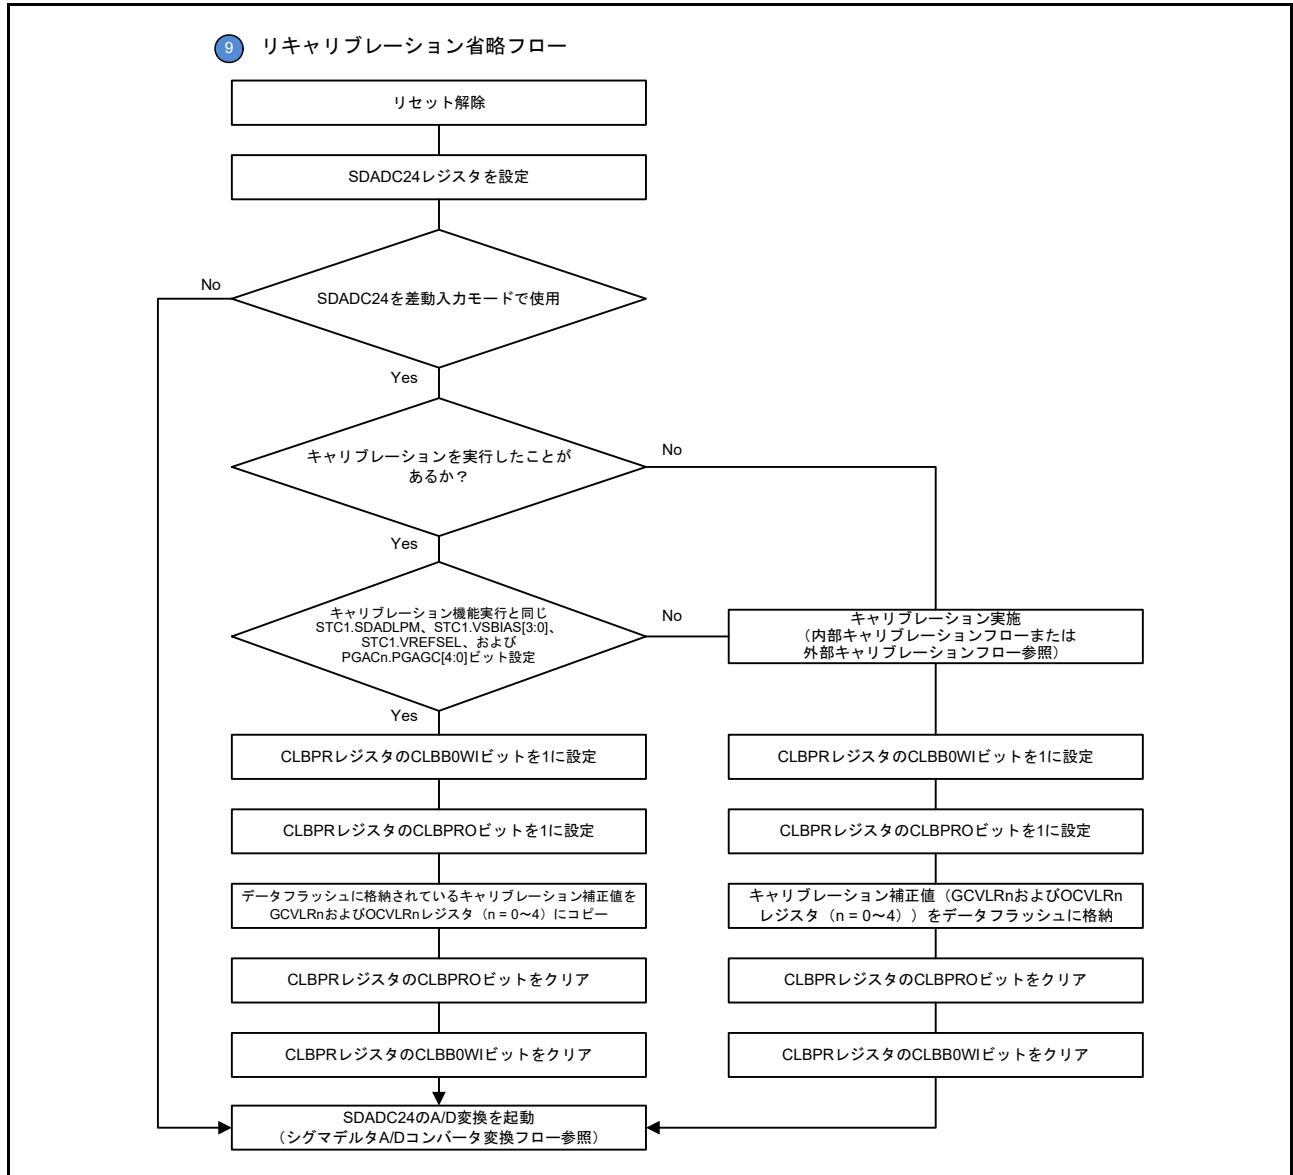 9 リキャリブレーション省略フロー
リセット解除
SDADC24レジスタを設定
No
SDADC24を差動入力モードで使用
Yes
キャリブレーションを実行したことが
あるか？
No
Yes
キャリブレーション機能実行と同じ
STC1.SDADLPM、STC1.VSBIAS[3:0]、
STC1.VREFSEL、および
PGACn.PGAGC[4:0]ビット設定
No
キャリブレーション実施
（内部キャリブレーションフローまたは
外部キャリブレーションフロー参照）
Yes
CLBPRレジスタのCLBB0WIビットを1に設定
CLBPRレジスタのCLBB0WIビットを1に設定
CLBPRレジスタのCLBPROビットを1に設定
CLBPRレジスタのCLBPROビットを1に設定
データフラッシュに格納されているキャリブレーション補正値を
GCVLRnおよびOCVLRnレジスタ（n = 0～4）にコピー
キャリブレーション補正値（GCVLRnおよびOCVLRn
レジスタ（n = 0～4））をデータフラッシュに格納
CLBPRレジスタのCLBPROビットをクリア
CLBPRレジスタのCLBPROビットをクリア
CLBPRレジスタのCLBB0WIビットをクリア
CLBPRレジスタのCLBB0WIビットをクリア
SDADC24のA/D変換を起動
（シグマデルタA/Dコンバータ変換フロー参照）